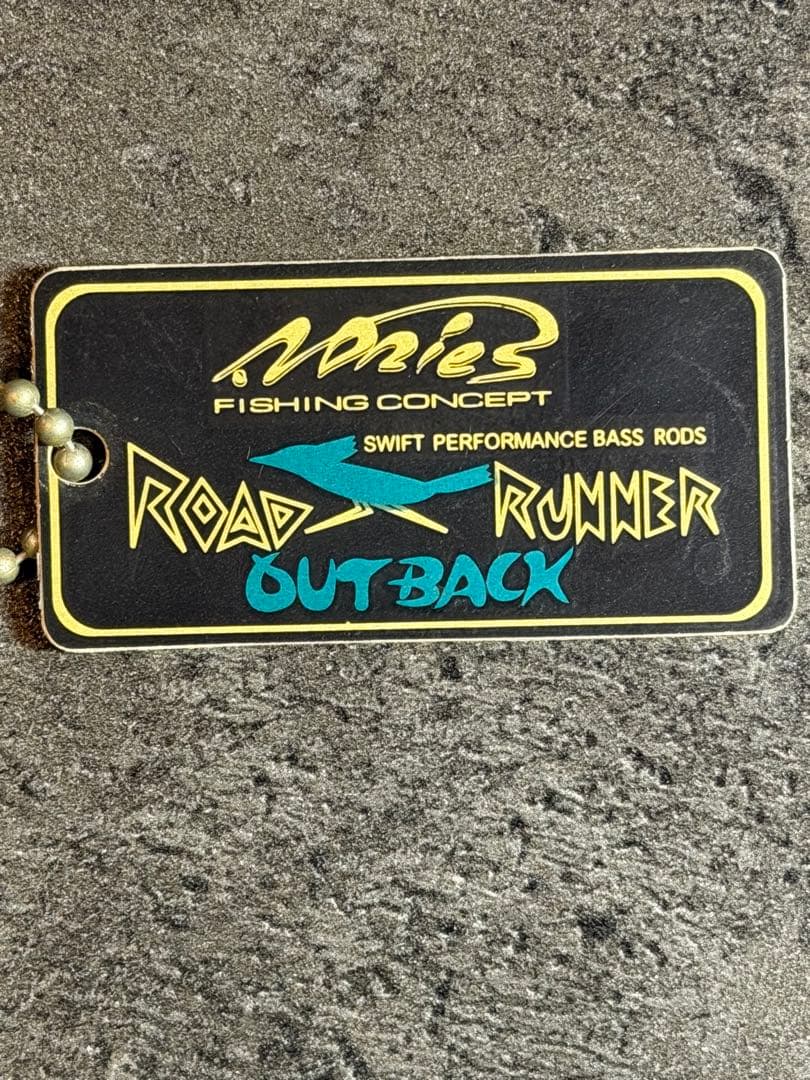 Nories
FISHING CONCEPT
SWIFT PERFORMANCE BASS RODS
ROAD RUNNER
OUTBACK